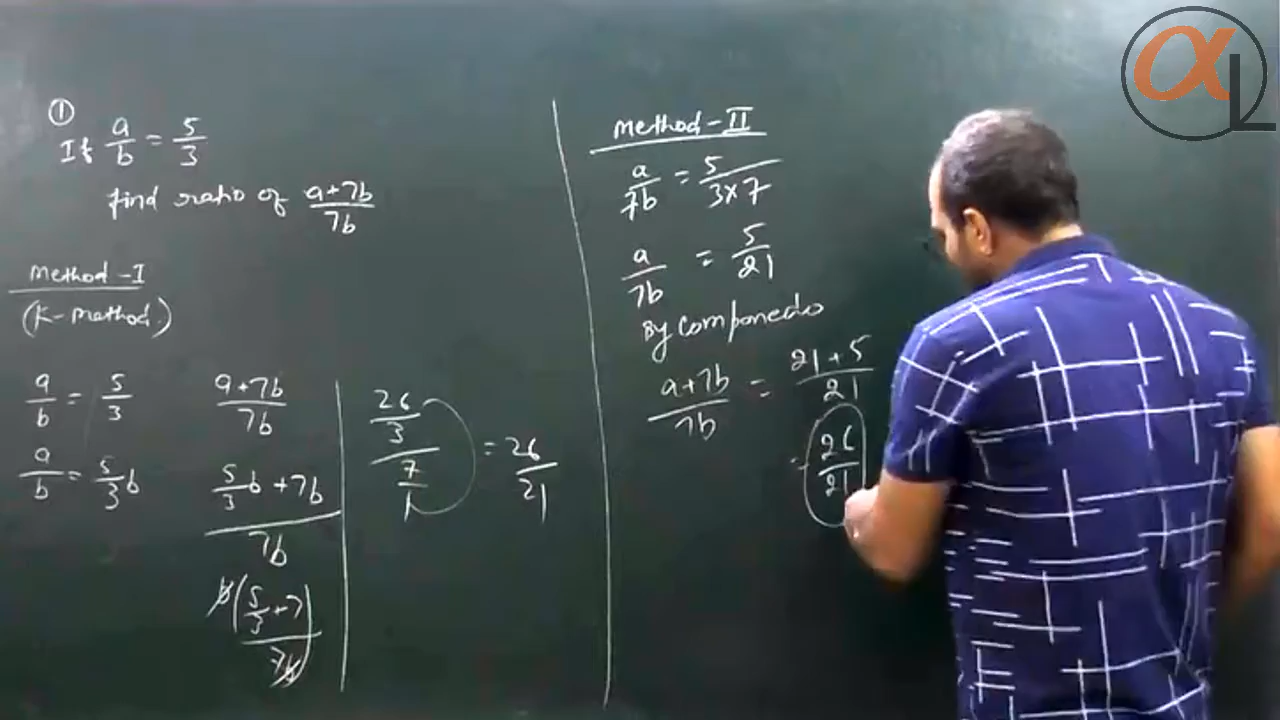 ①
If a/b = 5/3
find ratio of a+7b/7b
Method-I
(K-Method.)
a/b = 5/3
a/b = 5/3 b
a+7b/7b
5/3 b + 7b/7b
b(5/3+7)/7b
26/3/7/1 = 26/21
Method-II
a/7b = 5/3×7
a/7b = 5/21
By componedo
a+7b/7b = 21+5/21
= 26/21
αL